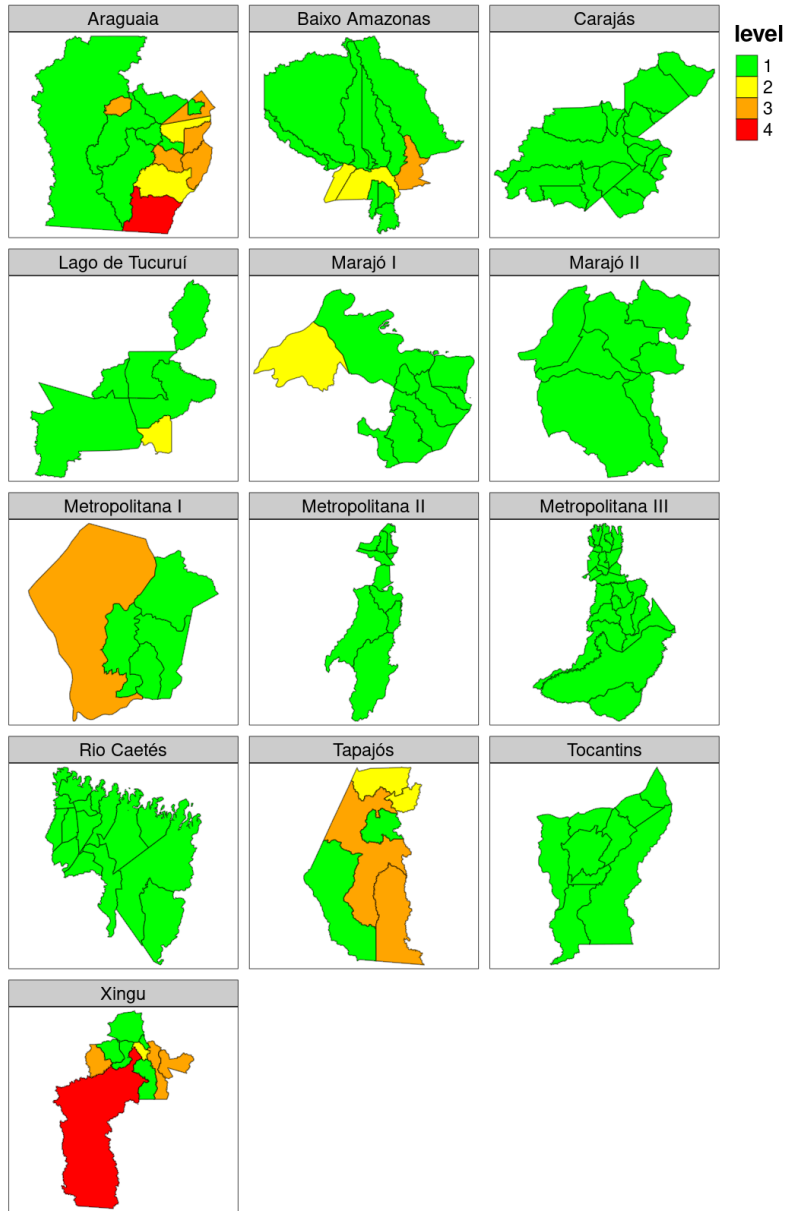 Araguaia
Baixo Amazonas
Carajás
level
1
2
3
4
Lago de Tucuruí
Marajó I
Marajó II
Metropolitana I
Metropolitana II
Metropolitana III
Rio Caetés
Tapajós
Tocantins
Xingu